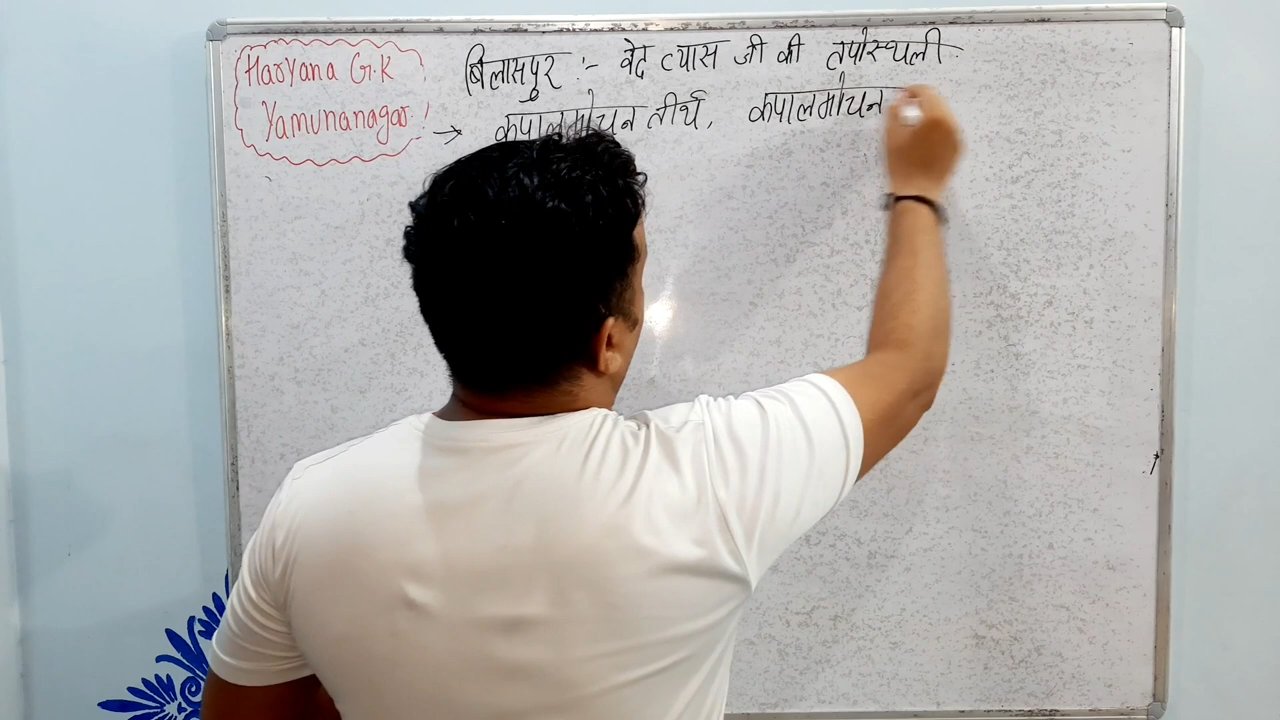 Haryana G.K
Yamunanagar
बिलासपुर :- वेद व्यास जी की तपोस्थली
→ कपालमोचन तीर्थ, कपालमोचन